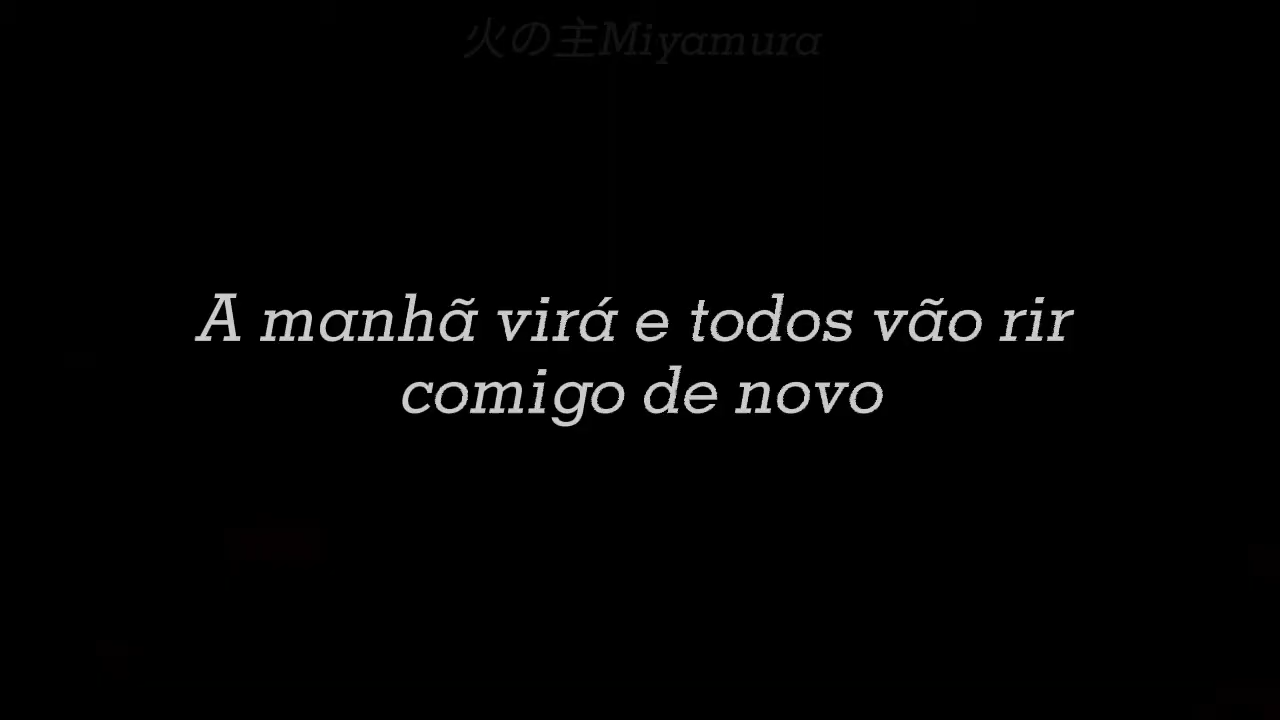 火の主Miyamura
A manhã virá e todos vão rir
comigo de novo